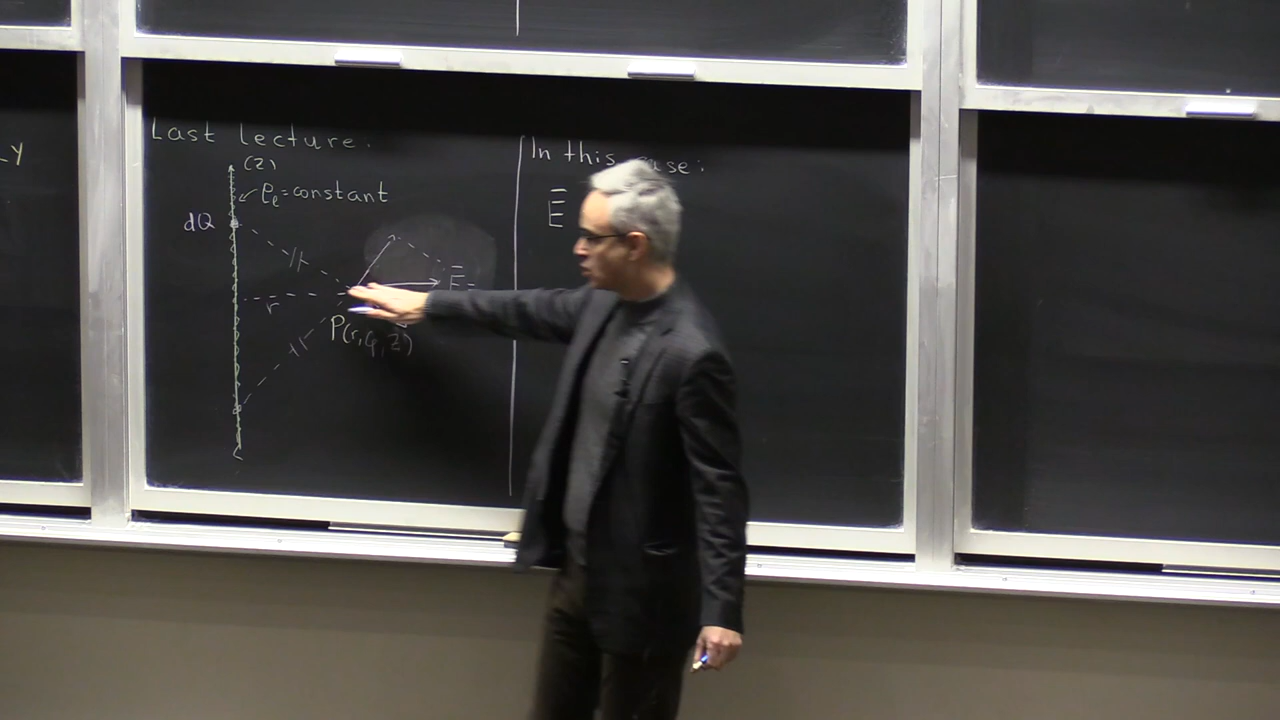 Y
Last lecture.
(z)
ρℓ=constant
dQ
r
P(r,φ,z)
E
In this case:
E